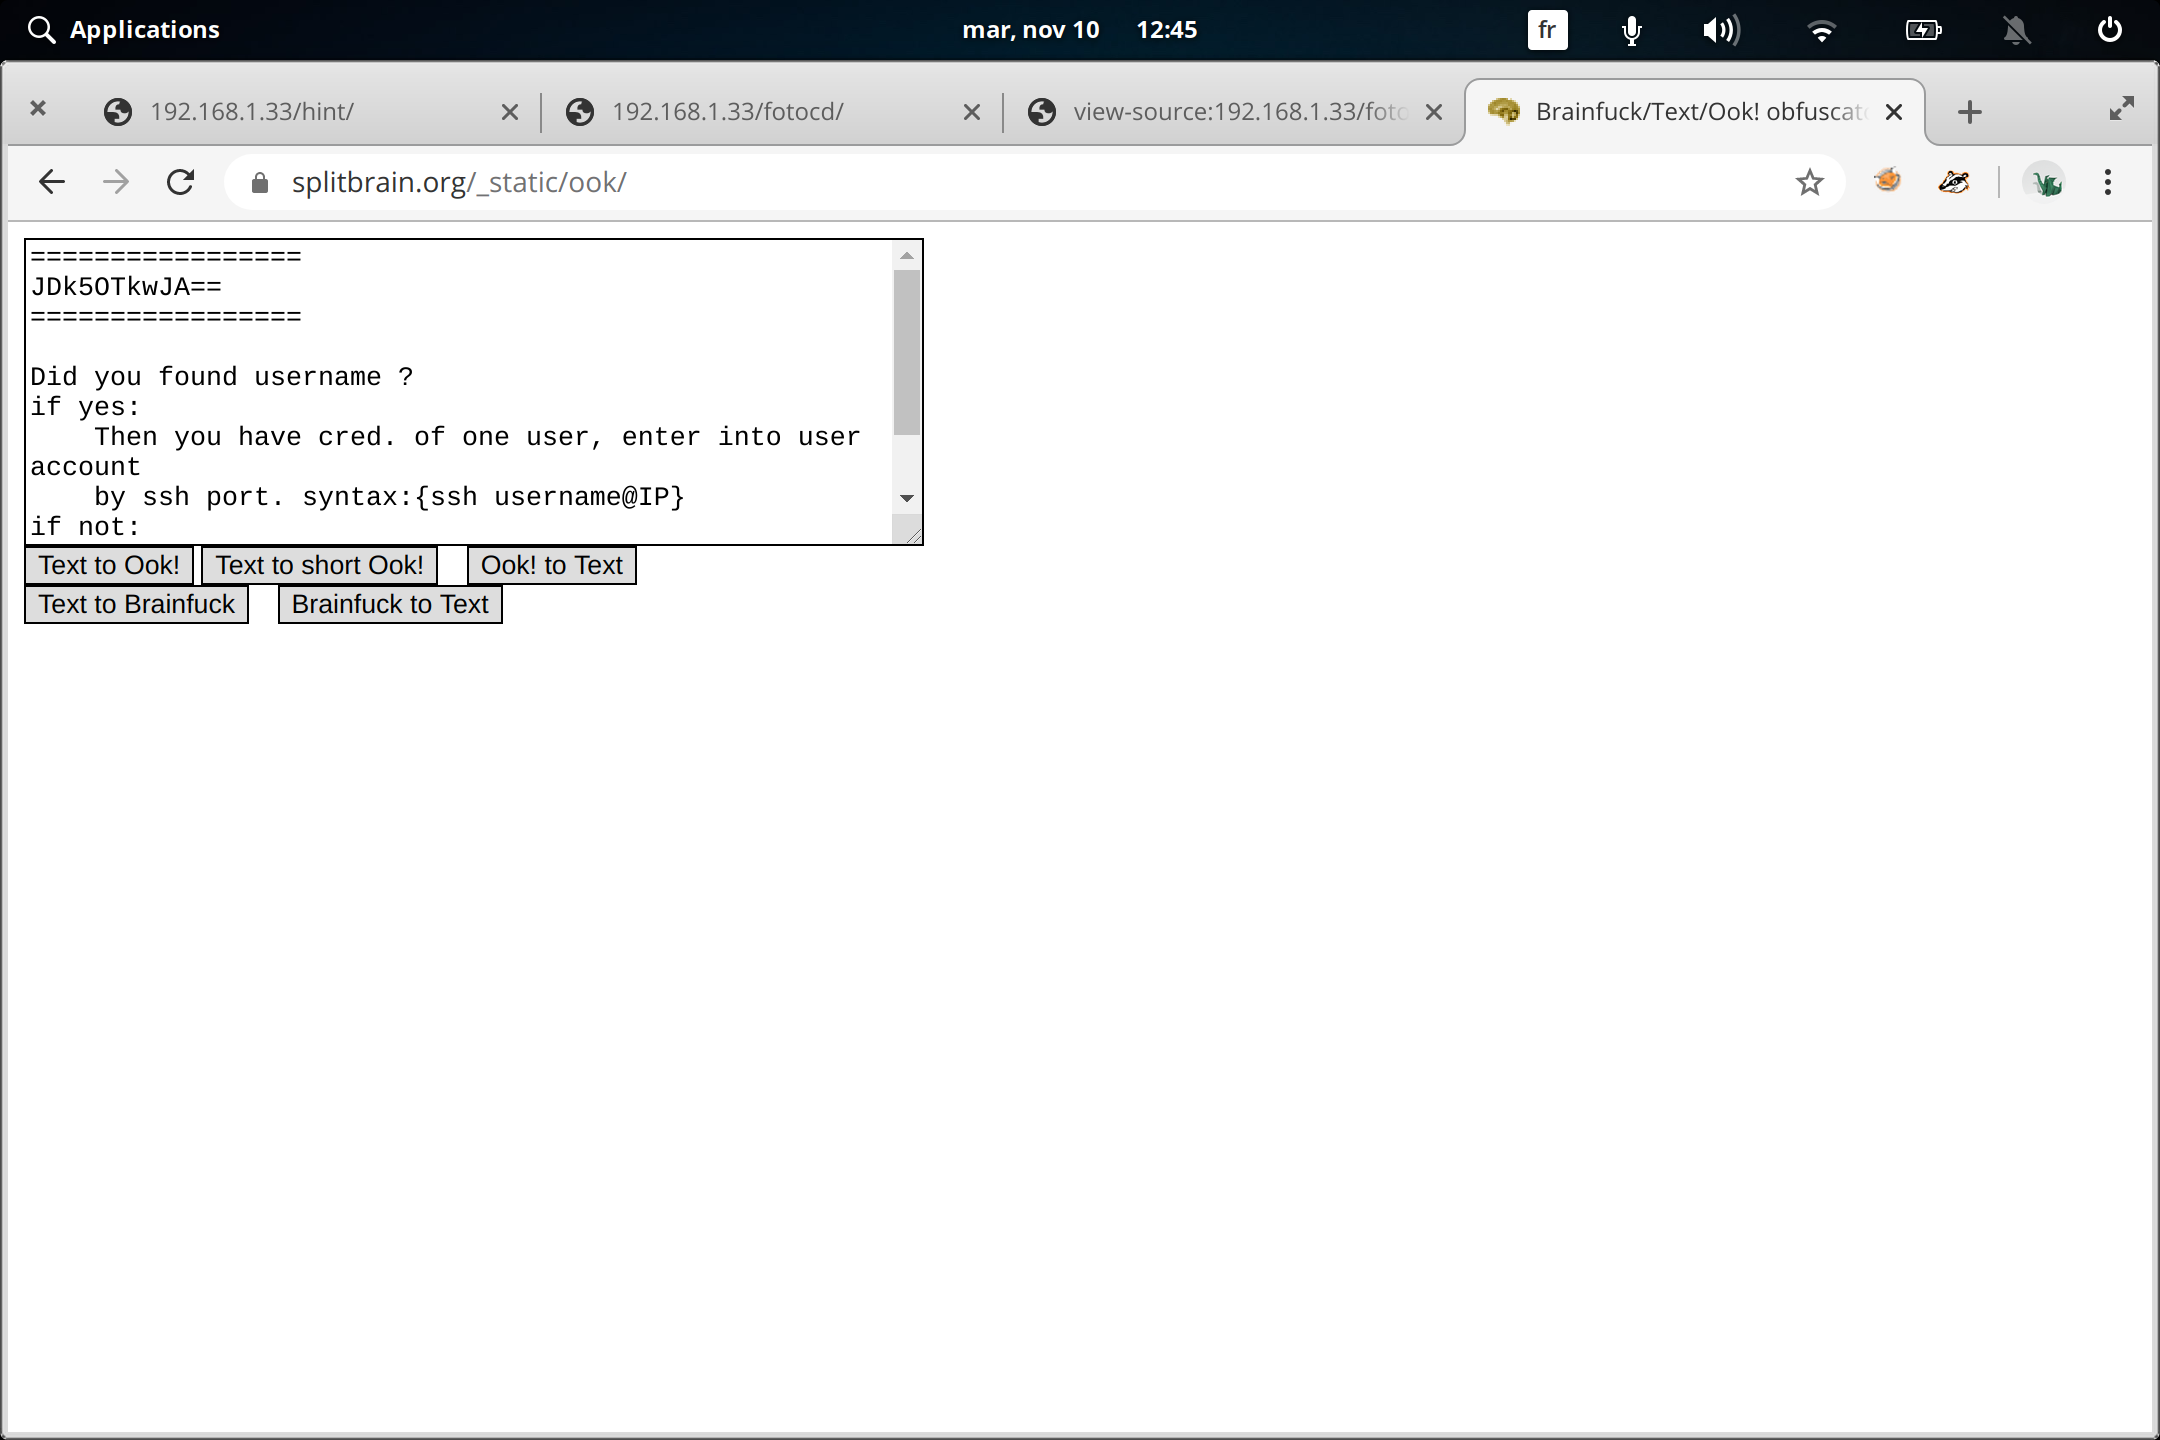 Applications
mar, nov 10 12:45
fr
192.168.1.33/hint/
192.168.1.33/fotocd/
view-source:192.168.1.33/foto
Brainfuck/Text/Ook! obfuscat
splitbrain.org/_static/ook/
=================
JDk5OTkwJA==
=================
Did you found username ?
if yes:
Then you have cred. of one user, enter into user
account
by ssh port. syntax:{ssh username@IP}
if not:
Text to Ook! Text to short Ook! Ook! to Text
Text to Brainfuck Brainfuck to Text